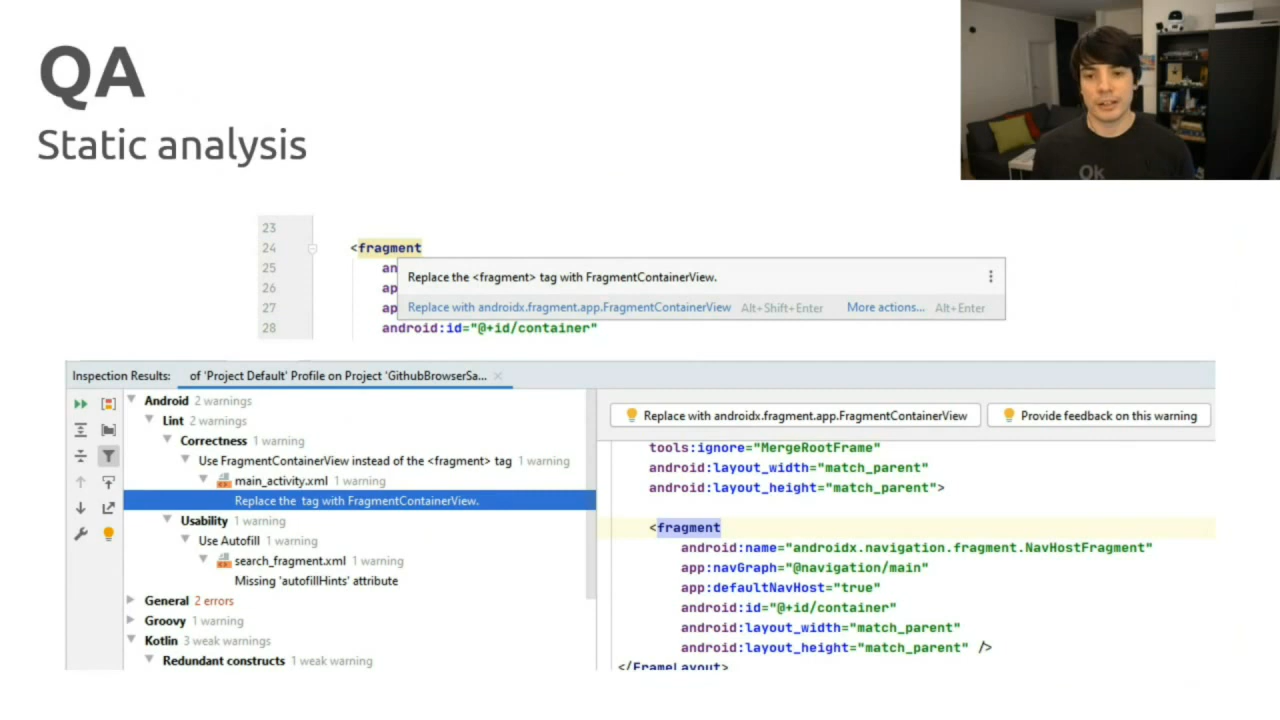 QA
Static analysis
Ok
23
24 <fragment
25 an
Replace the <fragment> tag with FragmentContainerView.
26 ap
27 ap
Replace with androidx.fragment.app.FragmentContainerView Alt+Shift+Enter More actions... Alt+Enter
28 android:id="@+id/container"
Inspection Results: of 'Project Default' Profile on Project 'GithubBrowserSa...
Android 2 warnings
Lint 2 warnings
Correctness 1 warning
Use FragmentContainerView instead of the <fragment> tag 1 warning
main_activity.xml 1 warning
Replace the tag with FragmentContainerView.
Usability 1 warning
Use Autofill 1 warning
search_fragment.xml 1 warning
Missing 'autofillHints' attribute
General 2 errors
Groovy 1 warning
Kotlin 3 weak warnings
Redundant constructs 1 weak warning
Replace with androidx.fragment.app.FragmentContainerView
Provide feedback on this warning
tools:ignore="MergeRootFrame"
android:layout_width="match_parent"
android:layout_height="match_parent">
<fragment
android:name="androidx.navigation.fragment.NavHostFragment"
app:navGraph="@navigation/main"
app:defaultNavHost="true"
android:id="@+id/container"
android:layout_width="match_parent"
android:layout_height="match_parent" />
</FrameLayout>